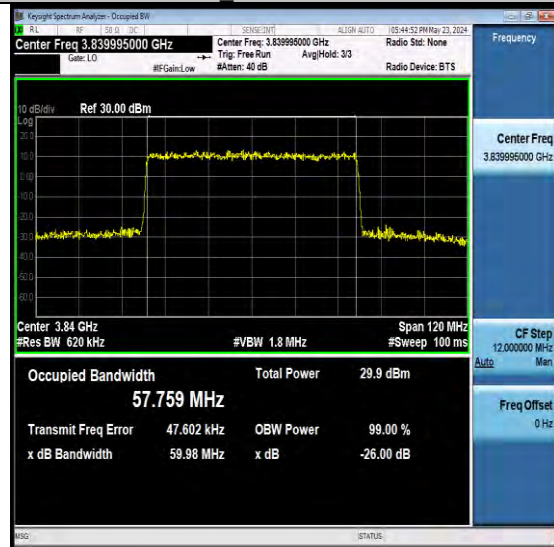 Keysight Spectrum Analyzer - Occupied BW
RL RF 50 Ω DC SENSE:INT ALIGN AUTO 05:44:52 PM May 23, 2024
Center Freq 3.839995000 GHz Center Freq: 3.839995000 GHz Radio Std: None Frequency
Gate: LO Trig: Free Run Avg|Hold: 3/3
#IFGain:Low #Atten: 40 dB Radio Device: BTS
10 dB/div Ref 30.00 dBm
Log
20.0
10.0
0.00
-10.0
-20.0
-30.0
-40.0
-50.0
-60.0
Center Freq
3.839995000 GHz
Center 3.84 GHz Span 120 MHz
#Res BW 620 kHz #VBW 1.8 MHz #Sweep 100 ms
CF Step
12.000000 MHz
Auto Man
Occupied Bandwidth Total Power 29.9 dBm
57.759 MHz
Transmit Freq Error 47.602 kHz OBW Power 99.00 %
x dB Bandwidth 59.98 MHz x dB -26.00 dB
Freq Offset
0 Hz
MSG STATUS